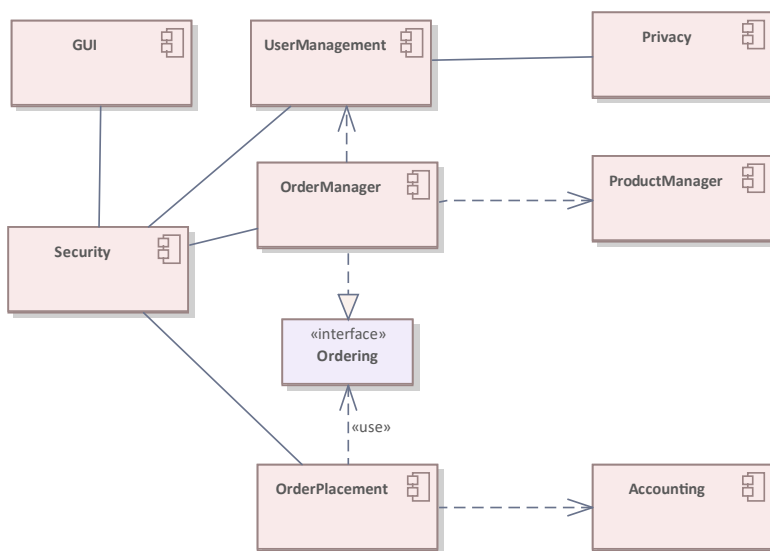 GUI
UserManagement
Privacy
OrderManager
ProductManager
Security
«interface»
Ordering
«use»
OrderPlacement
Accounting